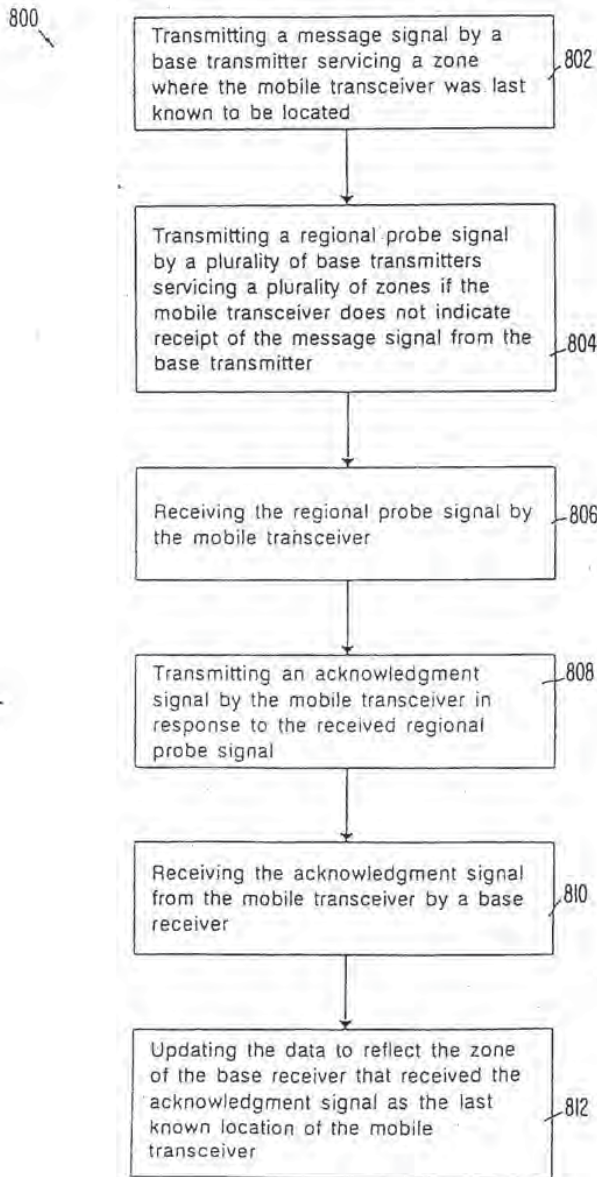 800
Transmitting a message signal by a
base transmitter servicing a zone
where the mobile transceiver was last
known to be located
802
Transmitting a regional probe signal
by a plurality of base transmitters
servicing a plurality of zones if the
mobile transceiver does not indicate
receipt of the message signal from the
base transmitter
804
Receiving the regional probe signal by
the mobile transceiver
806
Transmitting an acknowledgment
signal by the mobile transceiver in
response to the received regional
probe signal
808
Receiving the acknowledgment signal
from the mobile transceiver by a base
receiver
810
Updating the data to reflect the zone
of the base receiver that received the
acknowledgment signal as the last
known location of the mobile
transceiver
812